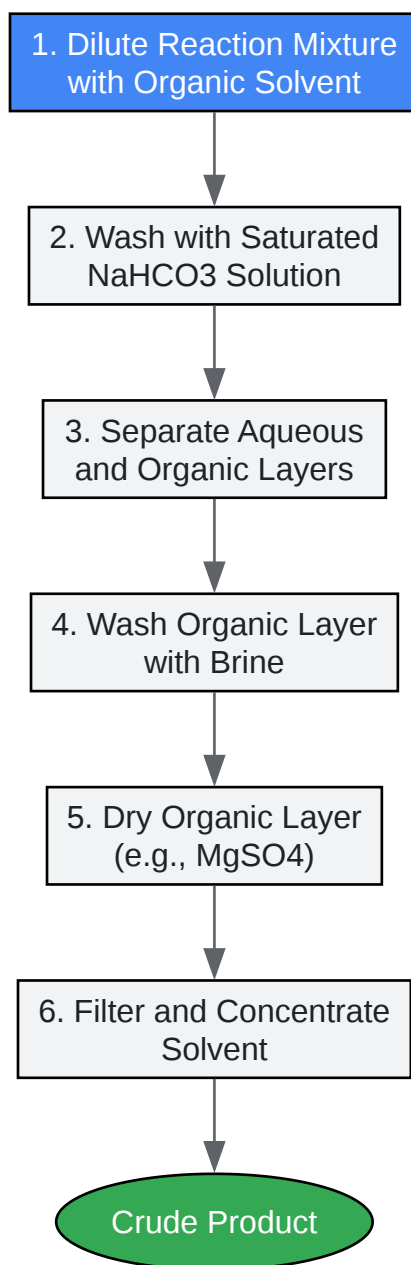 1. Dilute Reaction Mixture
with Organic Solvent
2. Wash with Saturated
NaHCO3 Solution
3. Separate Aqueous
and Organic Layers
4. Wash Organic Layer
with Brine
5. Dry Organic Layer
(e.g., MgSO4)
6. Filter and Concentrate
Solvent
Crude Product